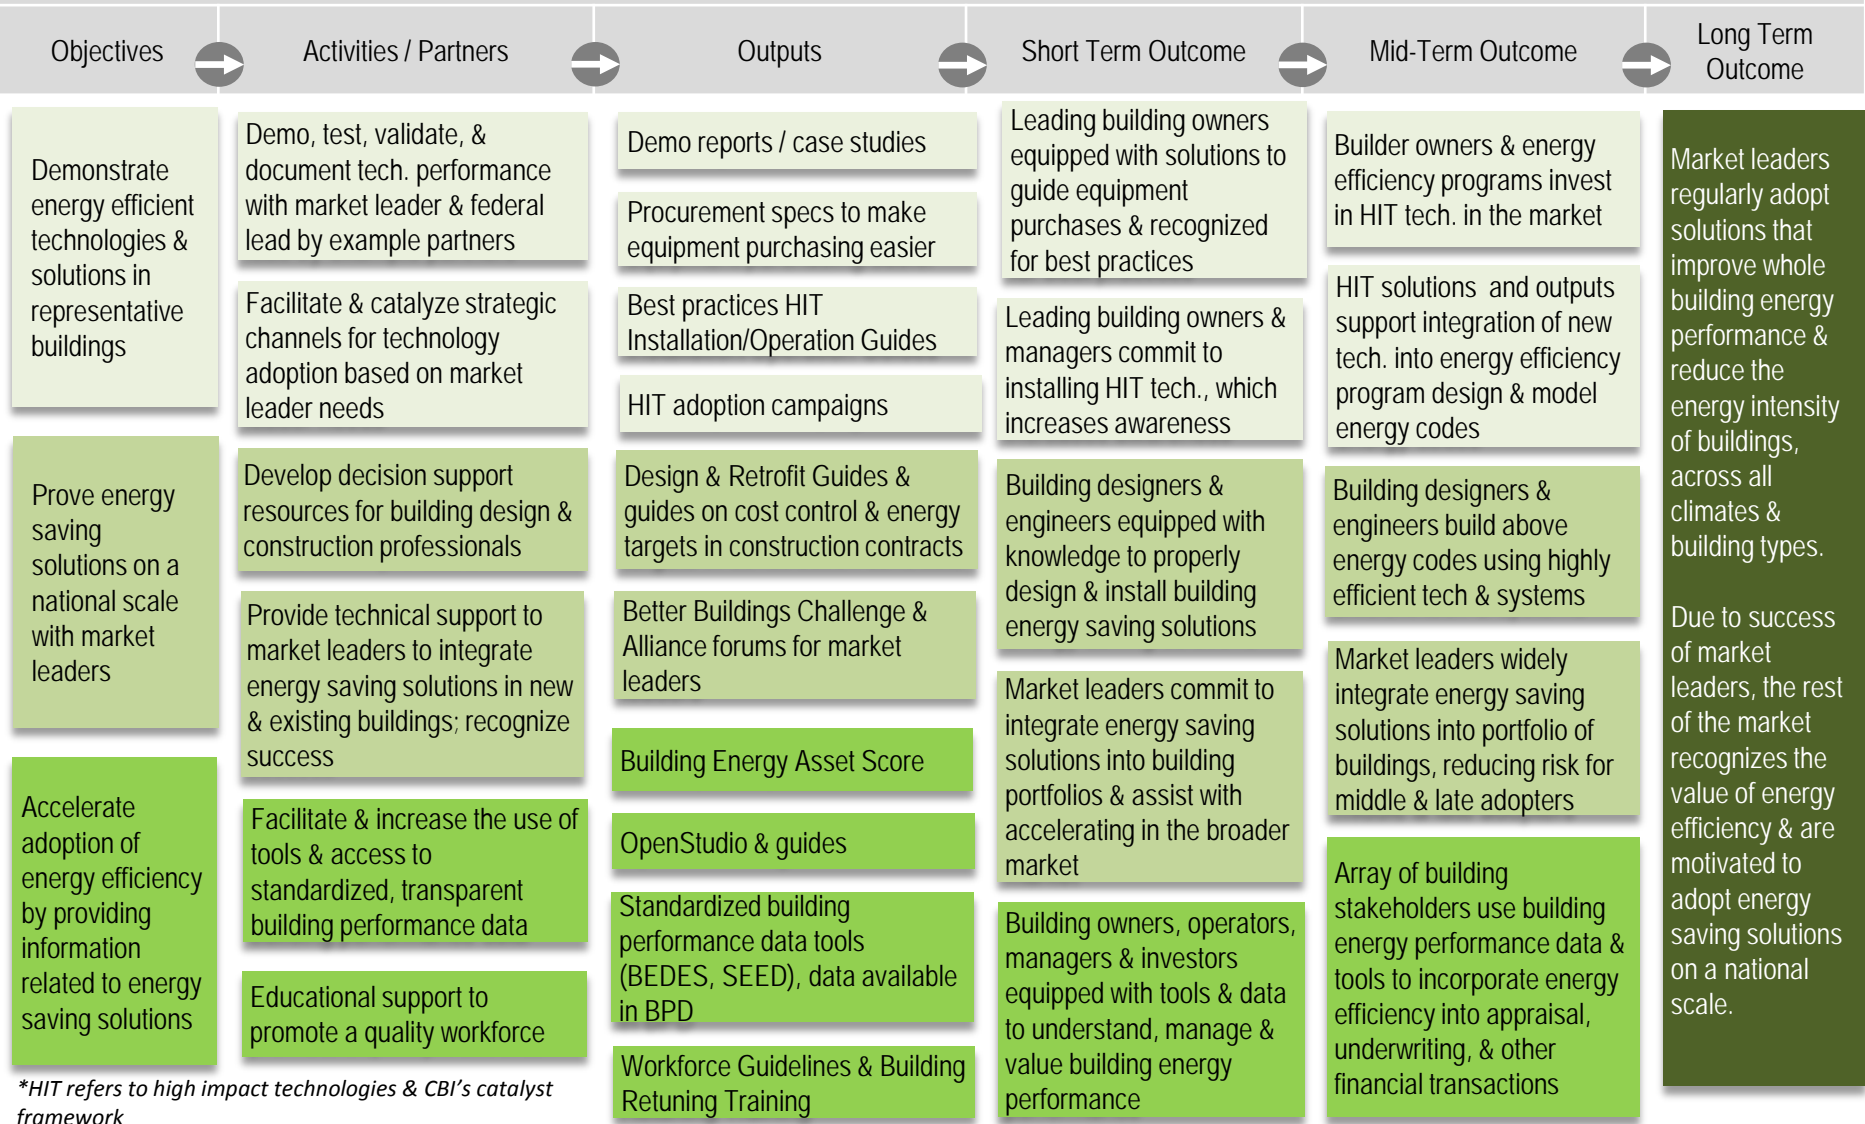 Objectives
Activities / Partners
Outputs
Short Term Outcome
Mid-Term Outcome
Long Term
Outcome
Demonstrate
energy efficient
technologies &
solutions in
representative
buildings
Prove energy
saving
solutions on a
national scale
with market
leaders
Accelerate
adoption of
energy efficiency
by providing
information
related to energy
saving solutions
Demo, test, validate, &
document tech. performance
with market leader & federal
lead by example partners
Facilitate & catalyze strategic
channels for technology
adoption based on market
leader needs
Develop decision support
resources for building design &
construction professionals
Provide technical support to
market leaders to integrate
energy saving solutions in new
& existing buildings; recognize
success
Facilitate & increase the use of
tools & access to
standardized, transparent
building performance data
Educational support to
promote a quality workforce
Demo reports / case studies
Procurement specs to make
equipment purchasing easier
Best practices HIT
Installation/Operation Guides
HIT adoption campaigns
Design & Retrofit Guides &
guides on cost control & energy
targets in construction contracts
Better Buildings Challenge &
Alliance forums for market
leaders
Building Energy Asset Score
OpenStudio & guides
Standardized building
performance data tools
(BEDES, SEED), data available
in BPD
Workforce Guidelines & Building
Retuning Training
Leading building owners
equipped with solutions to
guide equipment
purchases & recognized
for best practices
Leading building owners &
managers commit to
installing HIT tech., which
increases awareness
Building designers &
engineers equipped with
knowledge to properly
design & install building
energy saving solutions
Market leaders commit to
integrate energy saving
solutions into building
portfolios & assist with
accelerating in the broader
market
Building owners, operators,
managers & investors
equipped with tools & data
to understand, manage &
value building energy
performance
Builder owners & energy
efficiency programs invest
in HIT tech. in the market
HIT solutions  and outputs
support integration of new
tech. into energy efficiency
program design & model
energy codes
Building designers &
engineers build above
energy codes using highly
efficient tech & systems
Market leaders widely
integrate energy saving
solutions into portfolio of
buildings, reducing risk for
middle & late adopters
Array of building
stakeholders use building
energy performance data &
tools to incorporate energy
efficiency into appraisal,
underwriting, & other
financial transactions
Market leaders
regularly adopt
solutions that
improve whole
building energy
performance &
reduce the
energy intensity
of buildings,
across all
climates &
building types.
Due to success
of market
leaders, the rest
of the market
recognizes the
value of energy
efficiency & are
motivated to
adopt energy
saving solutions
on a national
scale.
*HIT refers to high impact technologies & CBI's catalyst
framework